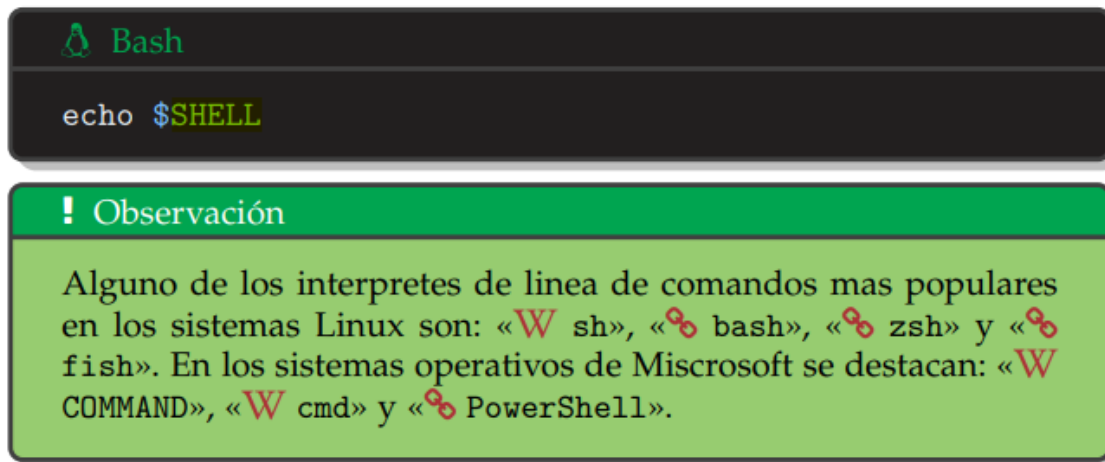 Bash
echo $SHELL
! Observación
Alguno de los interpretes de linea de comandos mas populares
en los sistemas Linux son: «W sh», « bash», « zsh» y «
fish». En los sistemas operativos de Miscrosoft se destacan: «W
COMMAND», «W cmd» y « PowerShell».